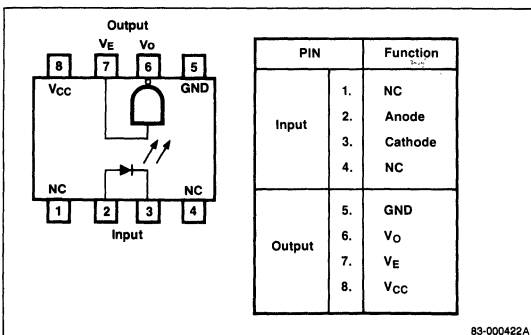 Output
VE VO
8 7 6 5
VCC GND
NC NC
1 2 3 4
Input
PIN Function
Input
1. NC
2. Anode
3. Cathode
4. NC
Output
5. GND
6. VO
7. VE
8. VCC
83-000422A